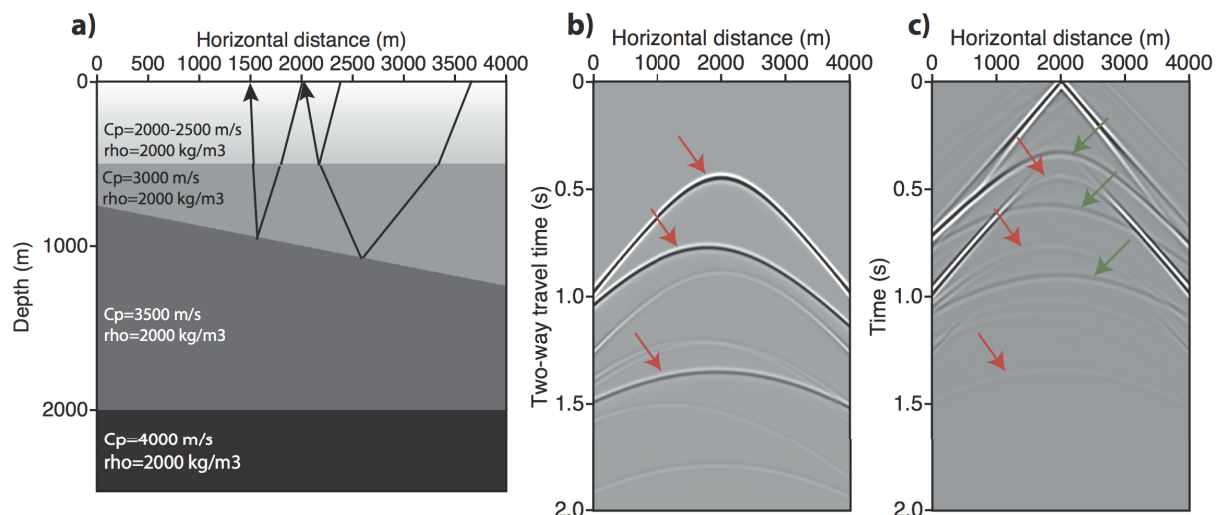 a)
Horizontal distance (m)
0 500 1000 1500 2000 2500 3000 3500 4000
0
1000
2000
Depth (m)
Cp=2000-2500 m/s
rho=2000 kg/m3
Cp=3000 m/s
rho=2000 kg/m3
Cp=3500 m/s
rho=2000 kg/m3
Cp=4000 m/s
rho=2000 kg/m3
b)
Horizontal distance (m)
0 1000 2000 3000 4000
0
0.5
1.0
1.5
2.0
Two-way travel time (s)
c)
Horizontal distance (m)
0 1000 2000 3000 4000
0
0.5
1.0
1.5
2.0
Time (s)